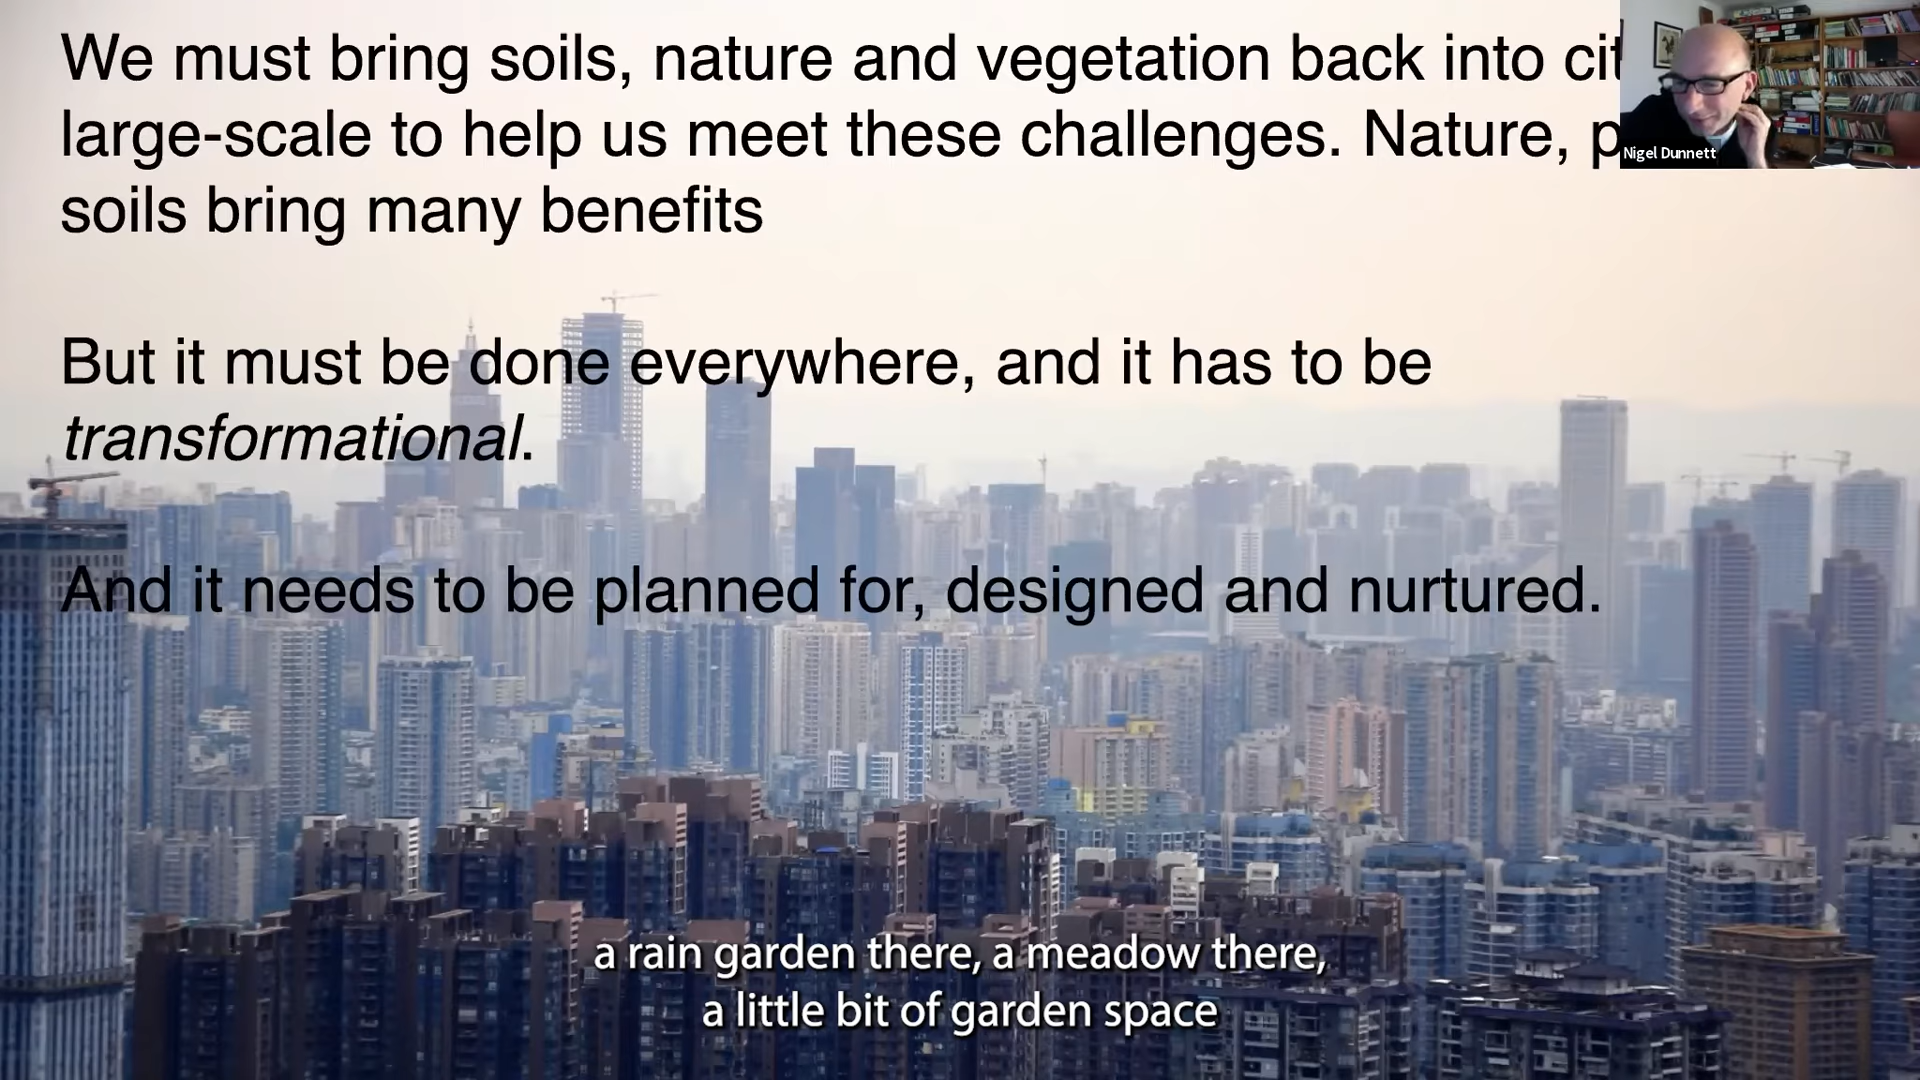 We must bring soils, nature and vegetation back into
large-scale to help us meet these challenges. Nature,
soils bring many benefits
But it must be done everywhere, and it has to be
transformational.
And it needs to be planned for, designed and nurtured.
Nigel Dunnett
a rain garden there, a meadow there,
a little bit of garden space